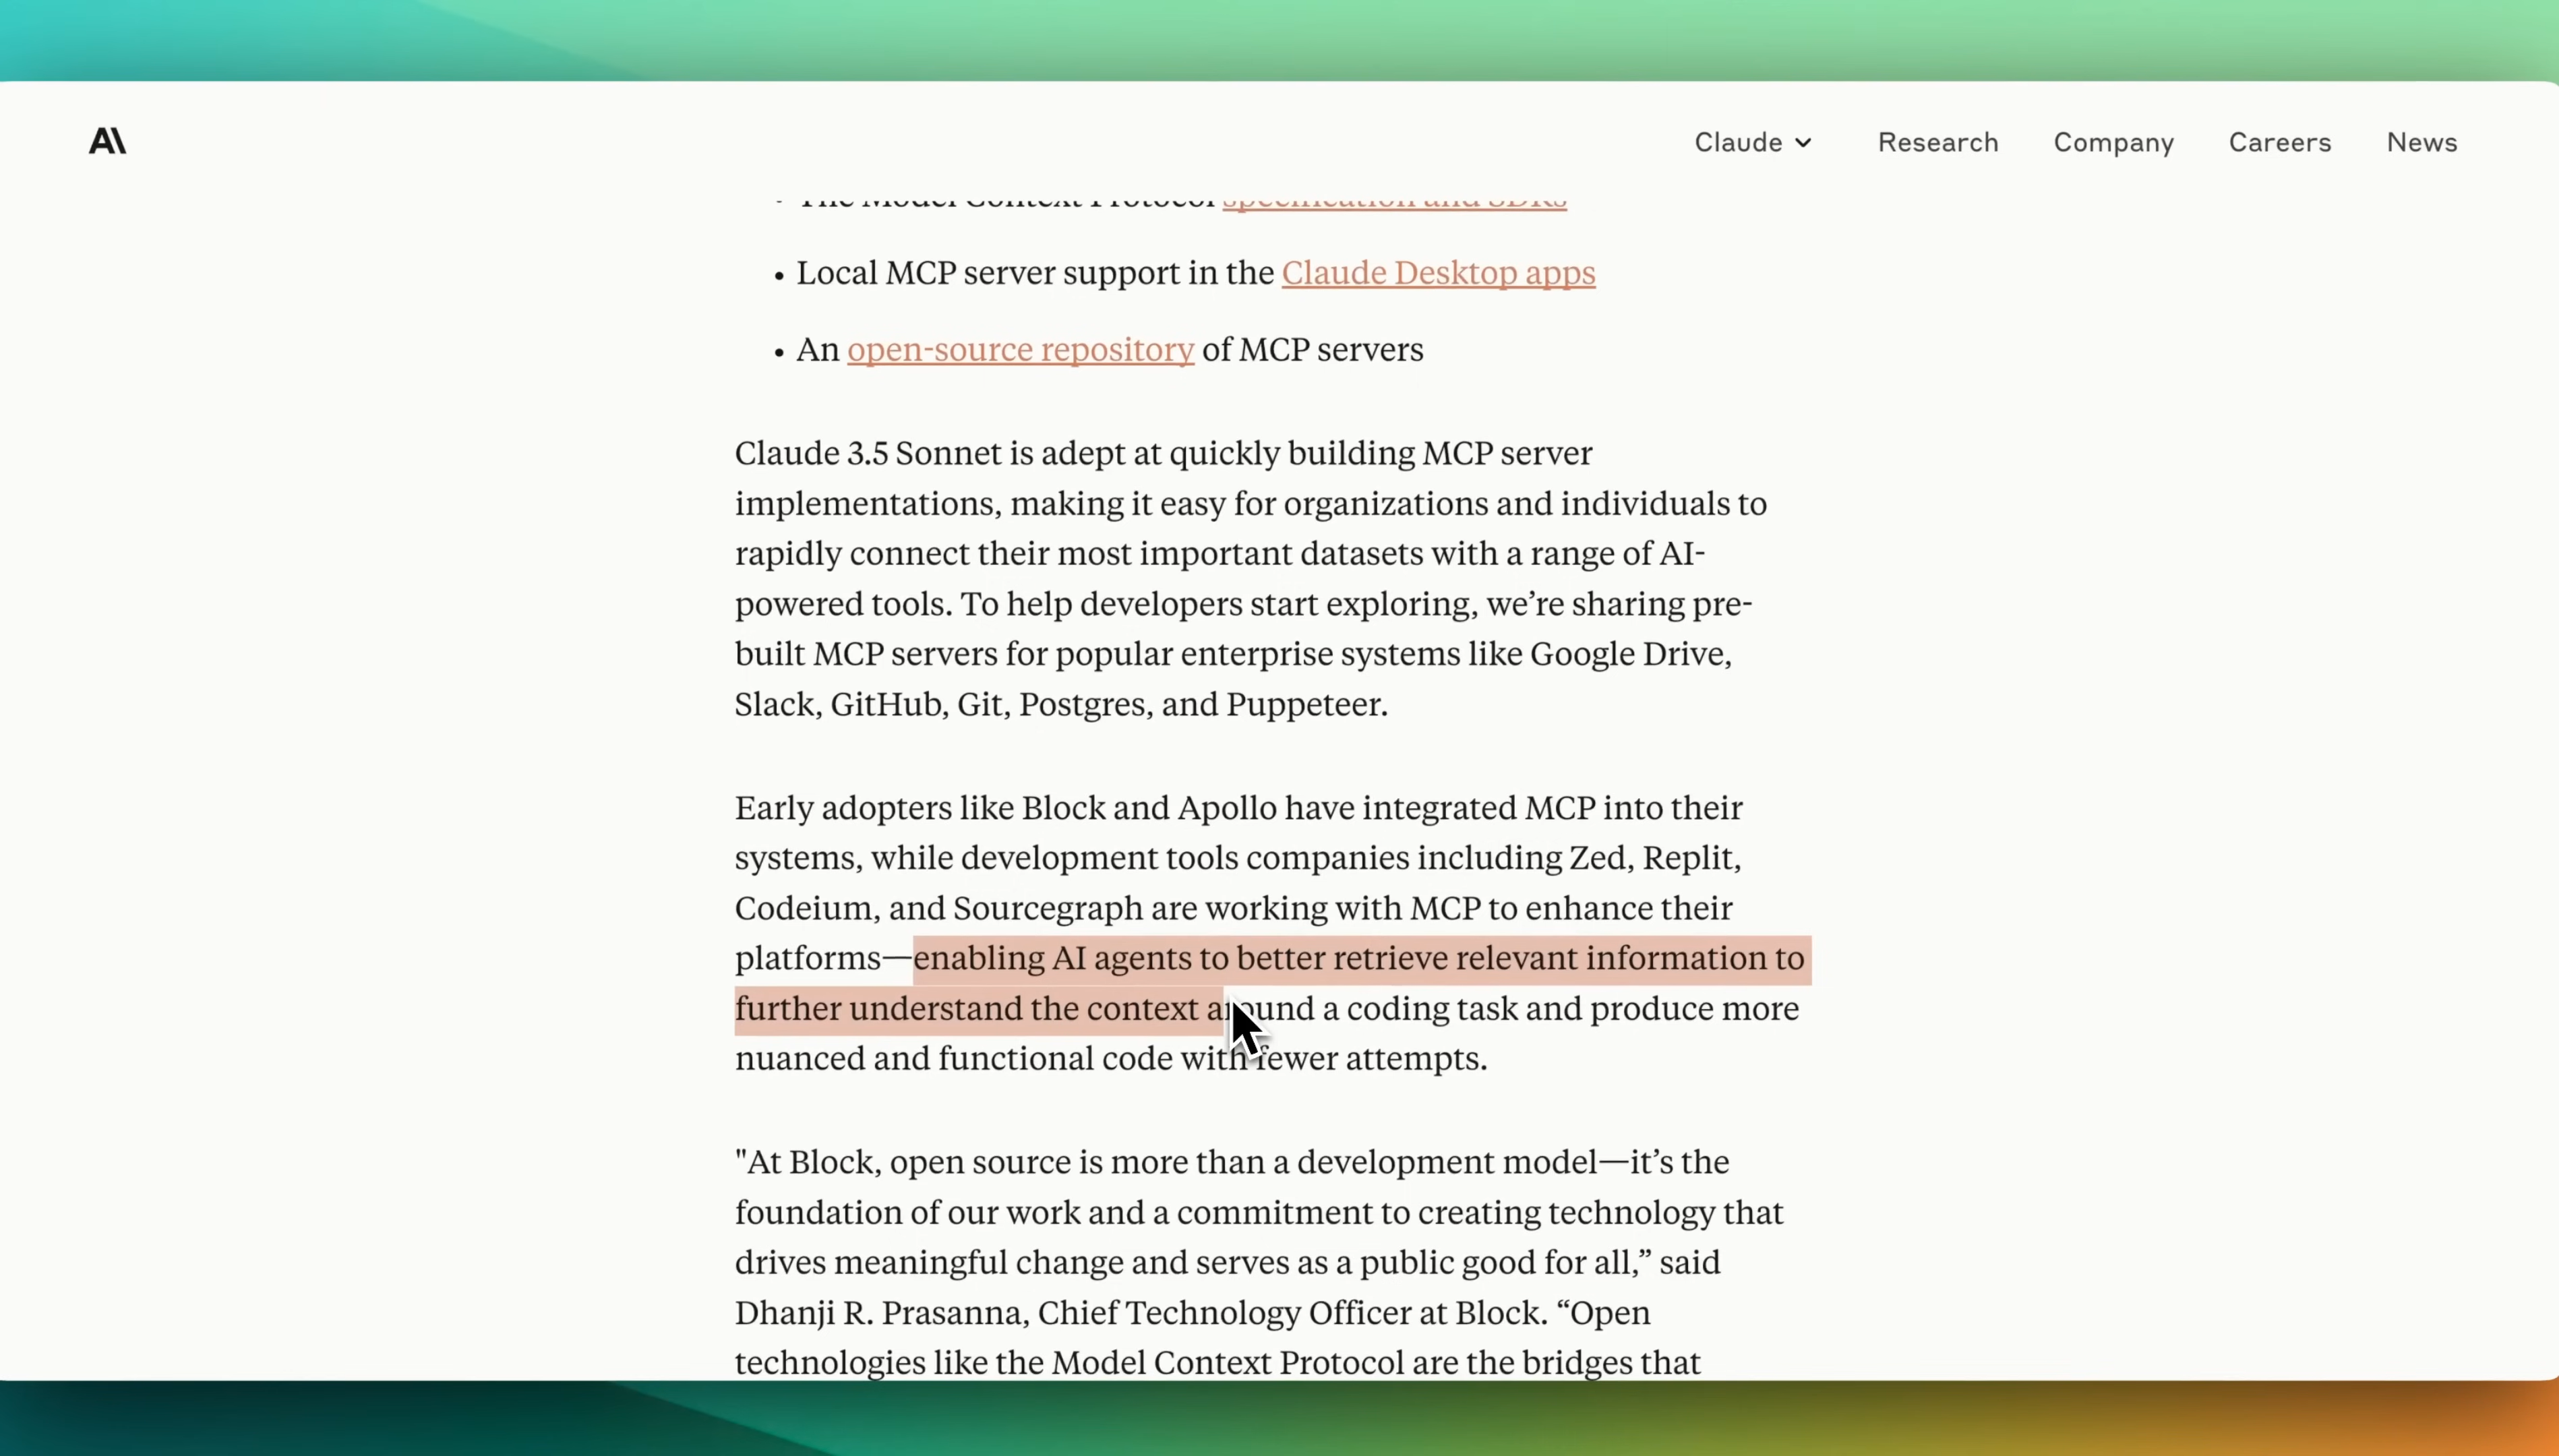 A\
Claude
Research
Company
Careers
News
The Model Context Protocol specification and SDKs
• Local MCP server support in the Claude Desktop apps
• An open-source repository of MCP servers
Claude 3.5 Sonnet is adept at quickly building MCP server
implementations, making it easy for organizations and individuals to
rapidly connect their most important datasets with a range of AI-
powered tools. To help developers start exploring, we’re sharing pre-
built MCP servers for popular enterprise systems like Google Drive,
Slack, GitHub, Git, Postgres, and Puppeteer.
Early adopters like Block and Apollo have integrated MCP into their
systems, while development tools companies including Zed, Replit,
Codeium, and Sourcegraph are working with MCP to enhance their
platforms—enabling AI agents to better retrieve relevant information to
further understand the context around a coding task and produce more
nuanced and functional code with fewer attempts.
"At Block, open source is more than a development model—it’s the
foundation of our work and a commitment to creating technology that
drives meaningful change and serves as a public good for all,” said
Dhanji R. Prasanna, Chief Technology Officer at Block. “Open
technologies like the Model Context Protocol are the bridges that